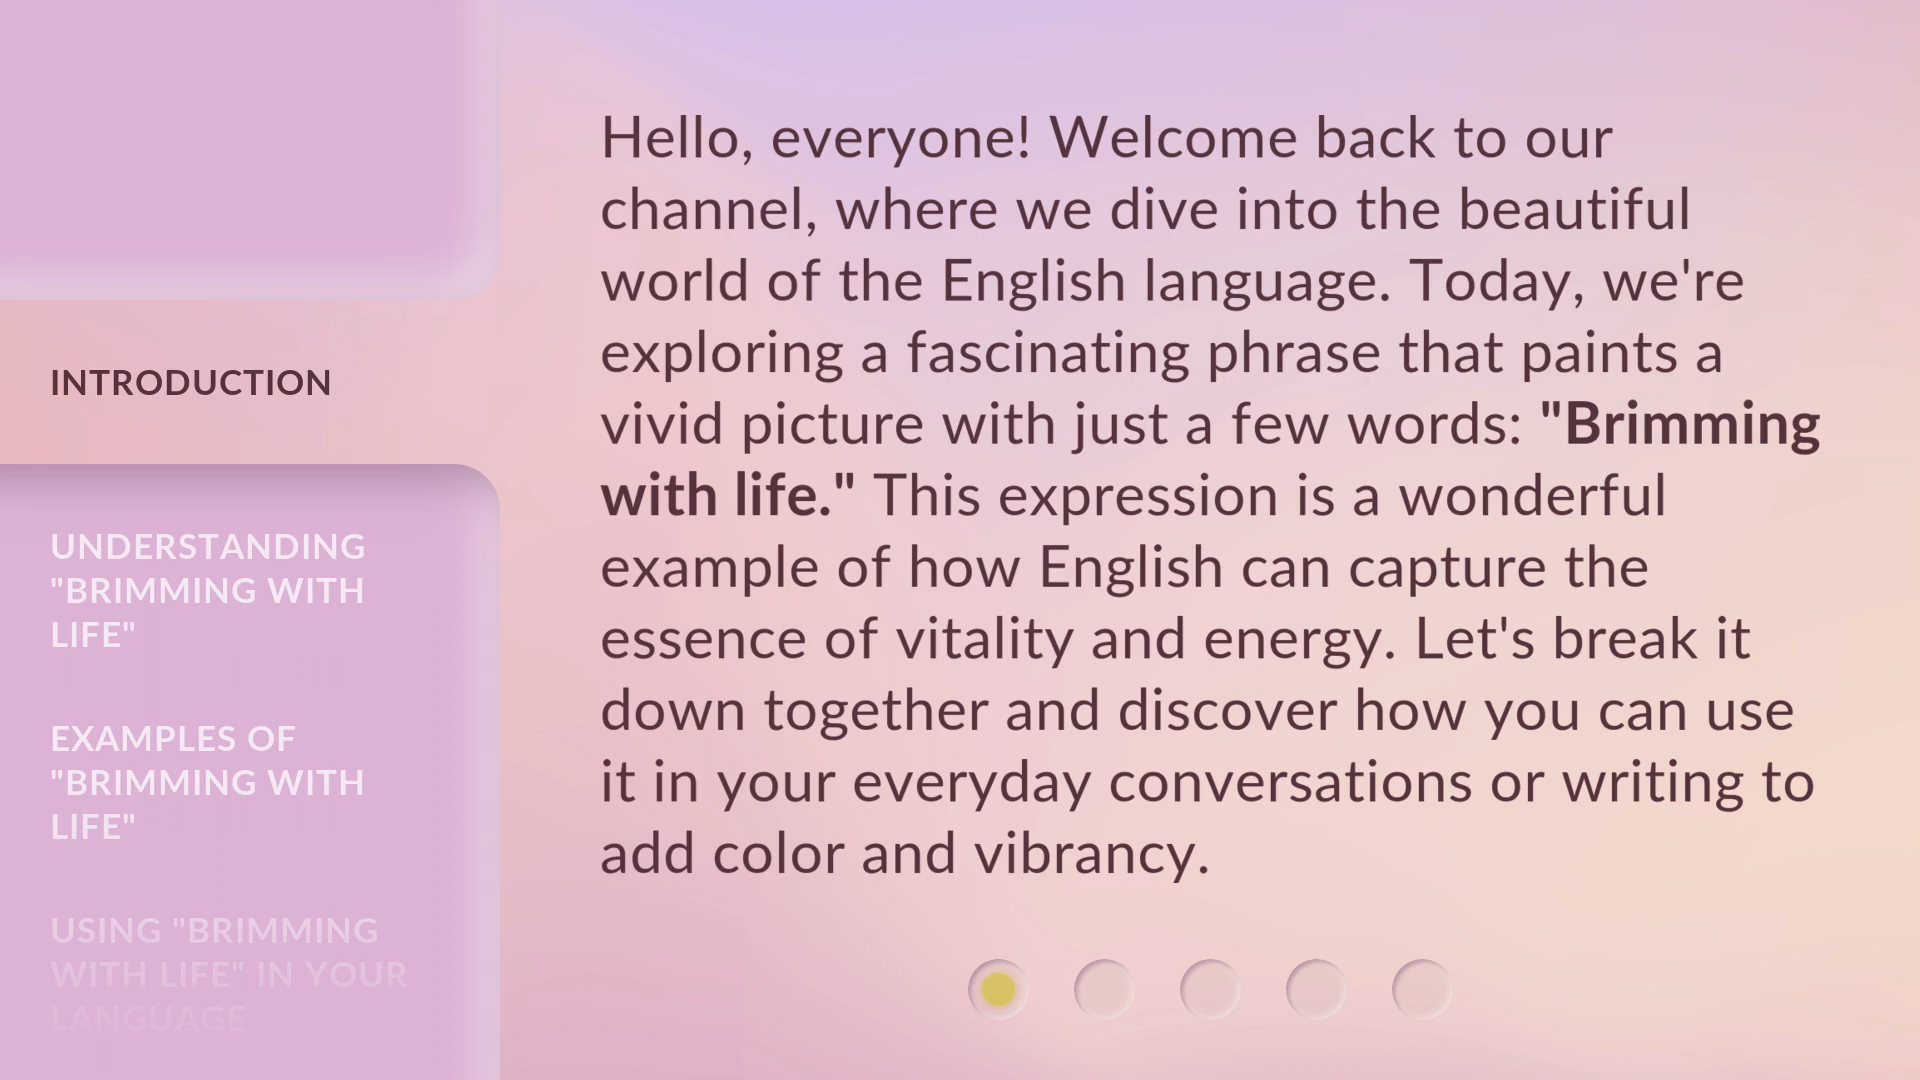 INTRODUCTION
UNDERSTANDING
"BRIMMING WITH
LIFE"
EXAMPLES OF
"BRIMMING WITH
LIFE"
USING "BRIMMING
WITH LIFE" IN YOUR
LANGUAGE
Hello, everyone! Welcome back to our
channel, where we dive into the beautiful
world of the English language. Today, we're
exploring a fascinating phrase that paints a
vivid picture with just a few words: "Brimming
with life." This expression is a wonderful
example of how English can capture the
essence of vitality and energy. Let's break it
down together and discover how you can use
it in your everyday conversations or writing to
add color and vibrancy.